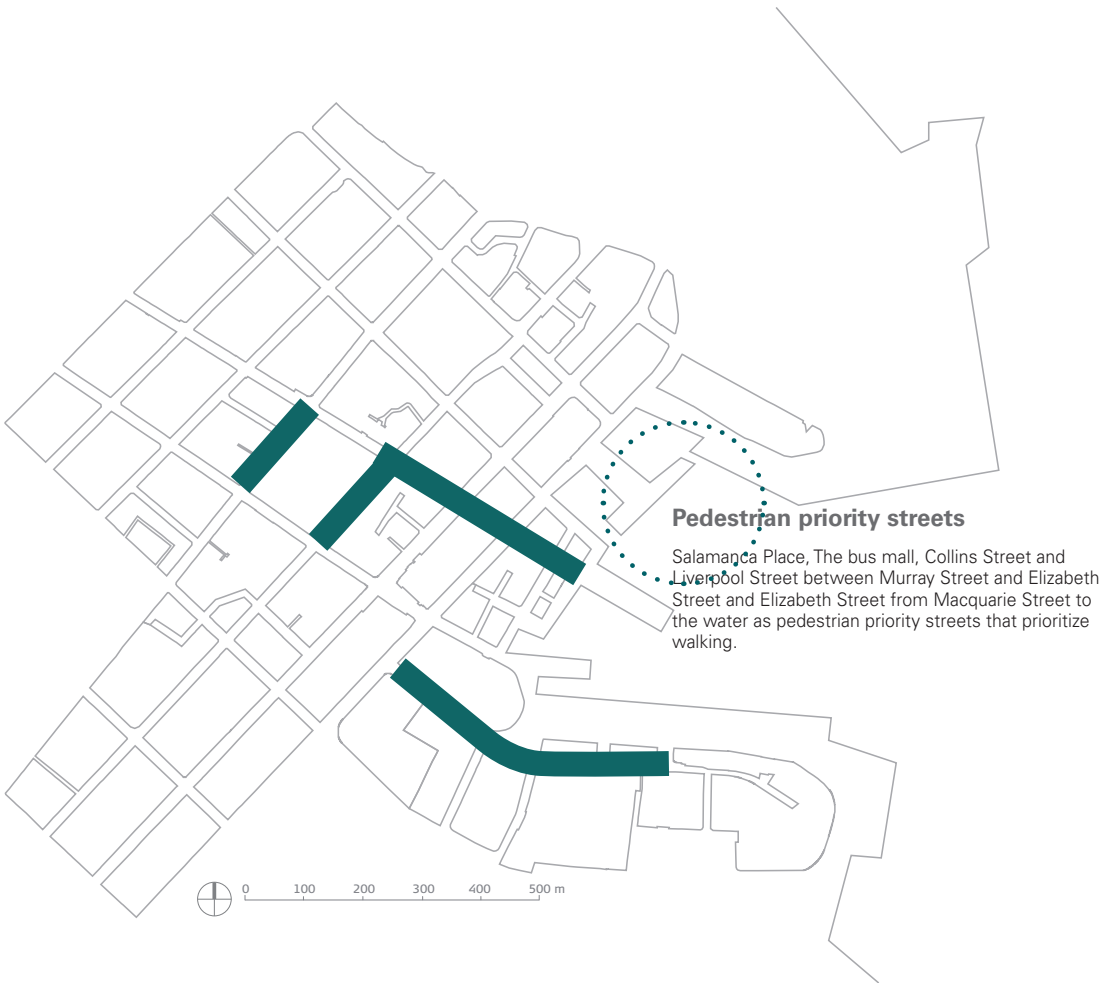 Pedestrian priority streets
Salamanca Place, The bus mall, Collins Street and
Liverpool Street between Murray Street and Elizabeth
Street and Elizabeth Street from Macquarie Street to
the water as pedestrian priority streets that prioritize
walking.
0 100 200 300 400 500 m